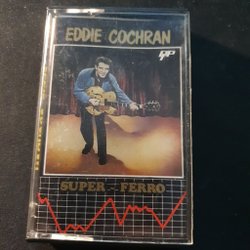 EDDIE COCHRAN
SUPER - FERRO